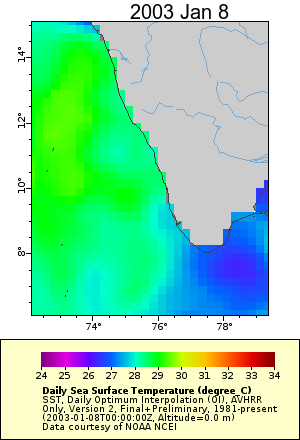 2003 Jan 8
14°
12°
10°
8°
74° 76° 78°
24 25 26 27 28 29 30 31 32 33 34
Daily Sea Surface Temperature (degree_C)
SST, Daily Optimum Interpolation (OI), AVHRR
Only, Version 2, Final+Preliminary, 1981-present
(2003-01-08T00:00:00Z, Altitude=0.0 m)
Data courtesy of NOAA NCEI